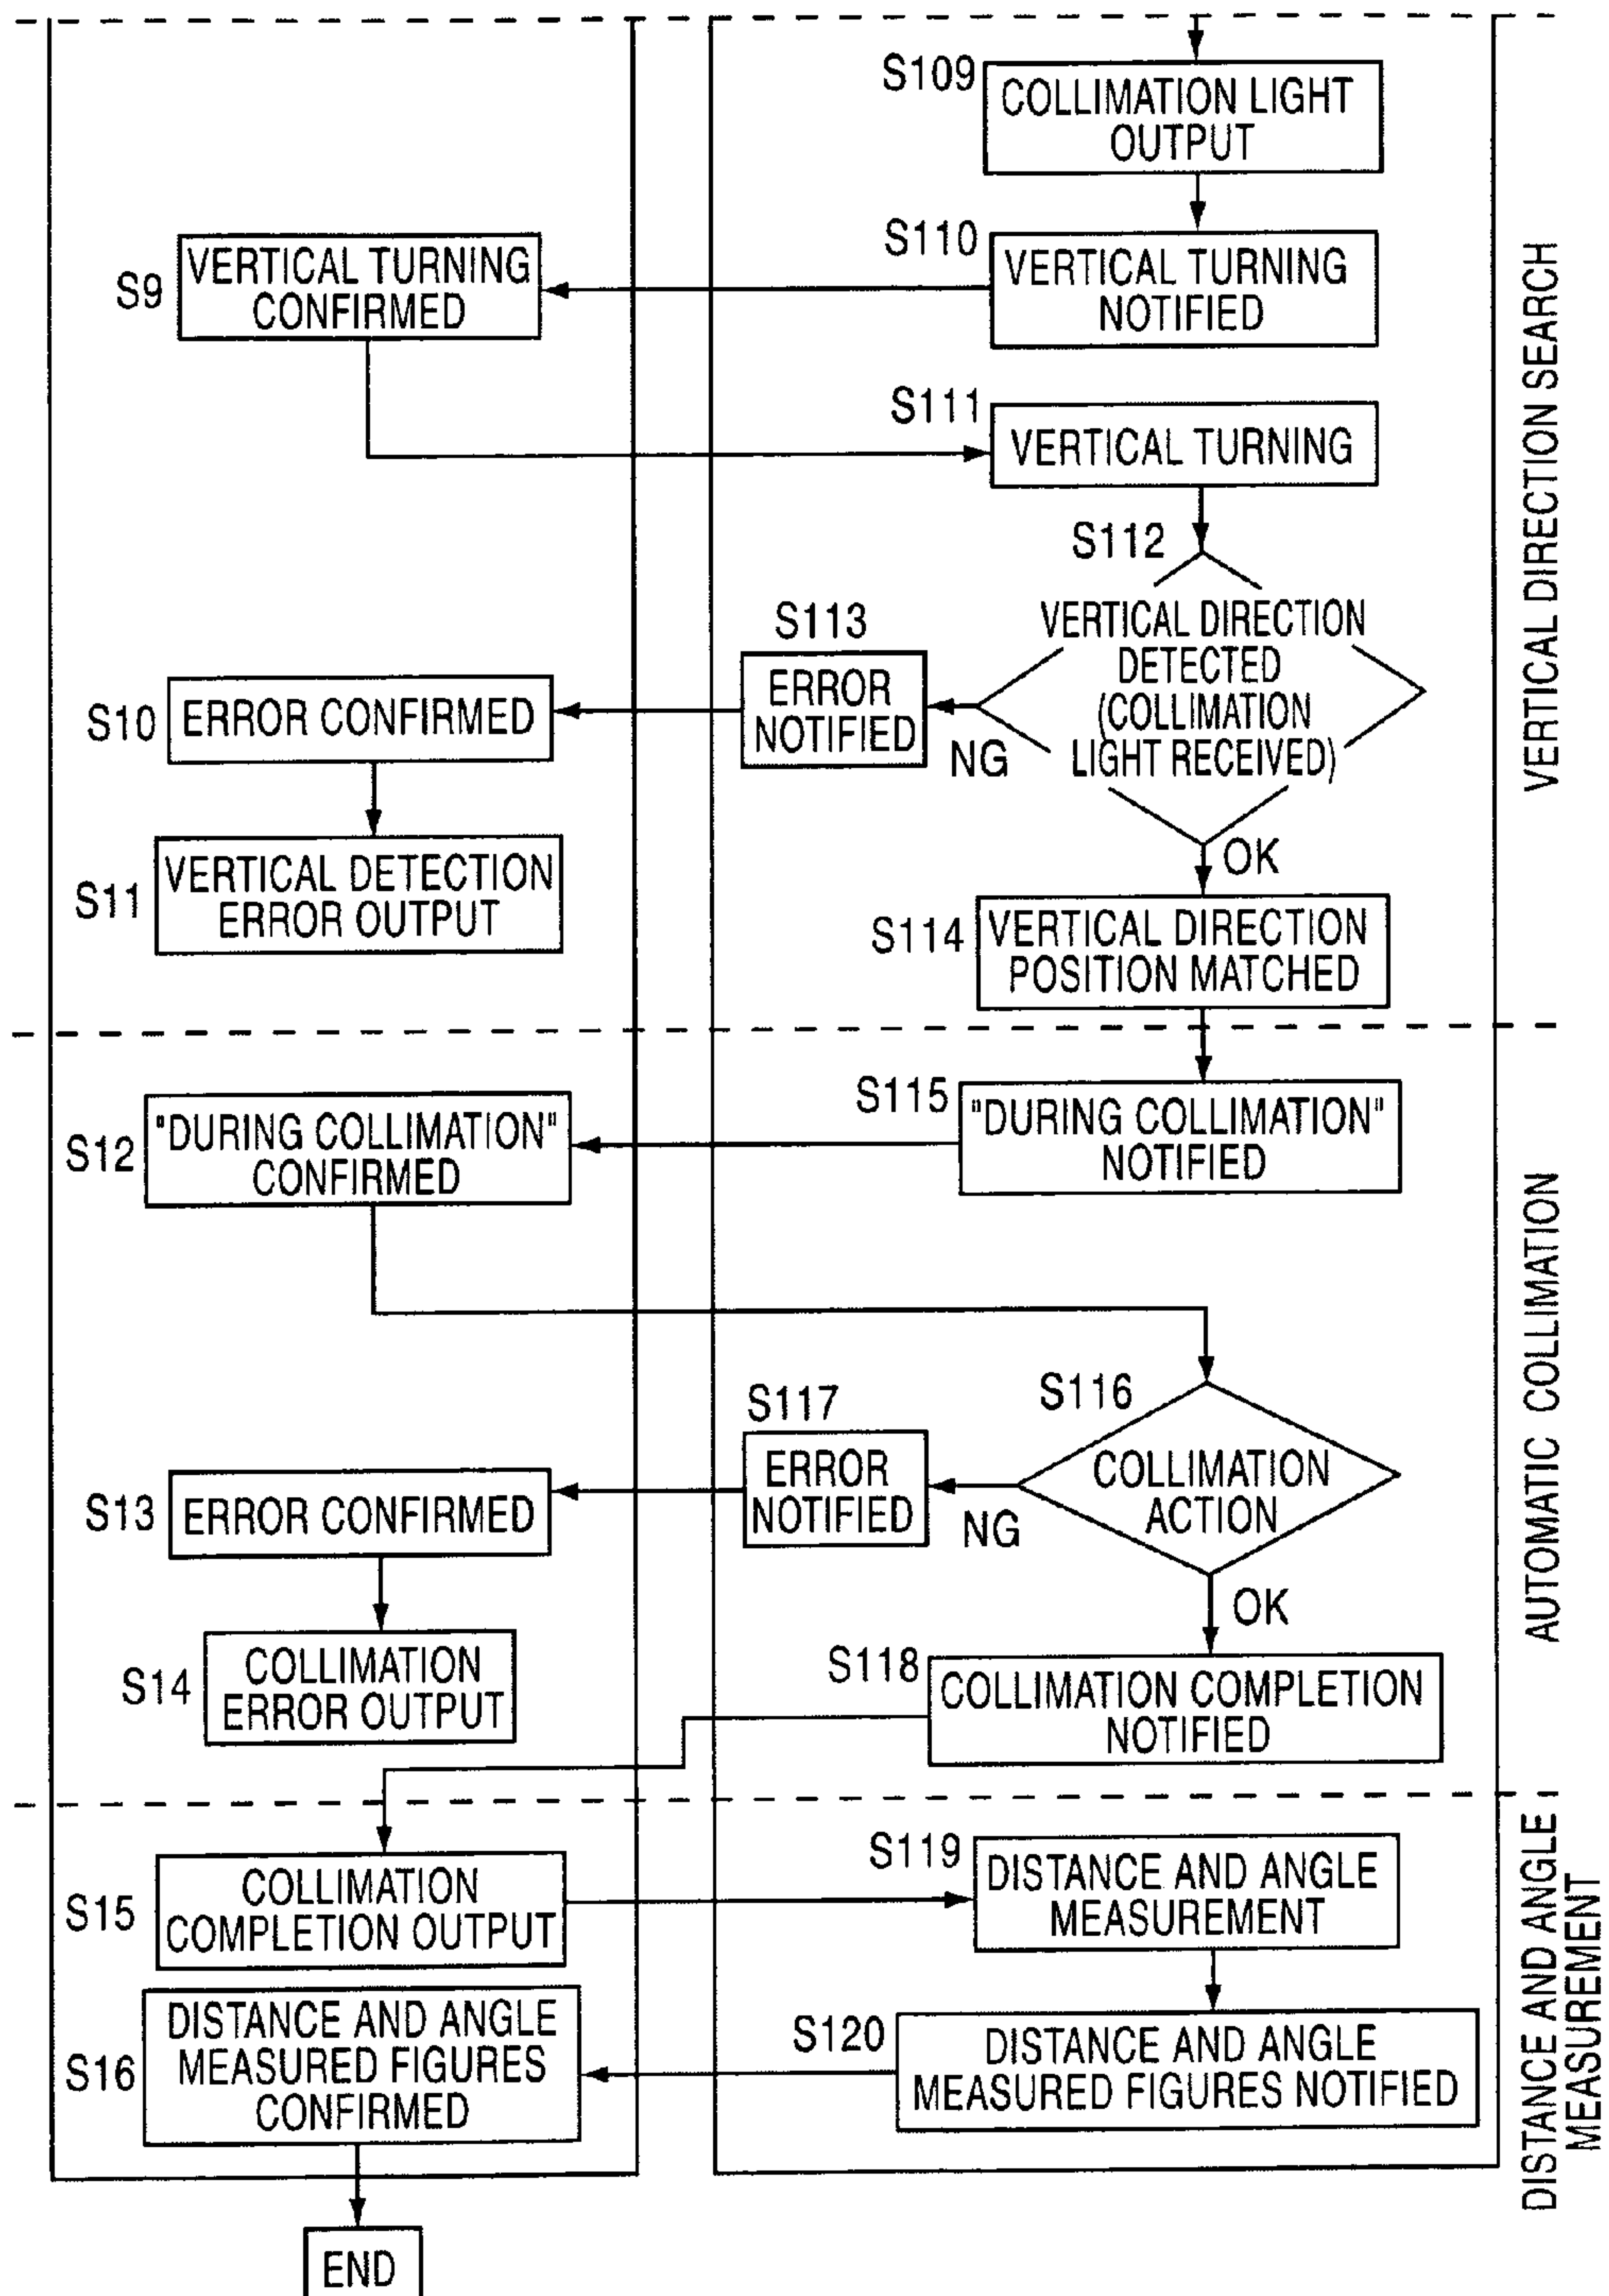 S109
COLLIMATION LIGHT
OUTPUT
S110
VERTICAL TURNING
NOTIFIED
S9
VERTICAL TURNING
CONFIRMED
S111
VERTICAL TURNING
S112
VERTICAL DIRECTION
DETECTED
(COLLIMATION
LIGHT RECEIVED)
NG
OK
S113
ERROR
NOTIFIED
S10
ERROR CONFIRMED
S11
VERTICAL DETECTION
ERROR OUTPUT
S114
VERTICAL DIRECTION
POSITION MATCHED
VERTICAL DIRECTION SEARCH
S115
"DURING COLLIMATION"
NOTIFIED
S12
"DURING COLLIMATION"
CONFIRMED
S116
COLLIMATION
ACTION
NG
OK
S117
ERROR
NOTIFIED
S13
ERROR CONFIRMED
S14
COLLIMATION
ERROR OUTPUT
S118
COLLIMATION COMPLETION
NOTIFIED
AUTOMATIC COLLIMATION
S15
COLLIMATION
COMPLETION OUTPUT
S119
DISTANCE AND ANGLE
MEASUREMENT
S120
DISTANCE AND ANGLE
MEASURED FIGURES NOTIFIED
S16
DISTANCE AND ANGLE
MEASURED FIGURES
CONFIRMED
DISTANCE AND ANGLE
MEASUREMENT
END